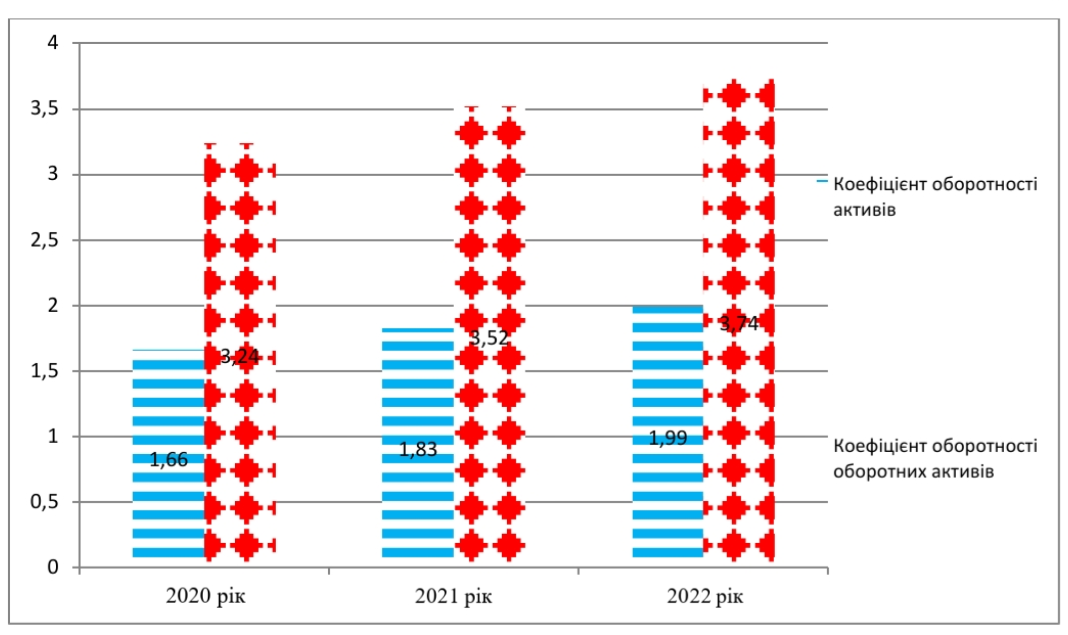 4
3,5
3
2,5
2
1,5
1
0,5
0
1,66
3,24
1,83
3,52
1,99
3,74
2020 рік
2021 рік
2022 рік
Коефіцієнт оборотності
активів
Коефіцієнт оборотності
оборотних активів